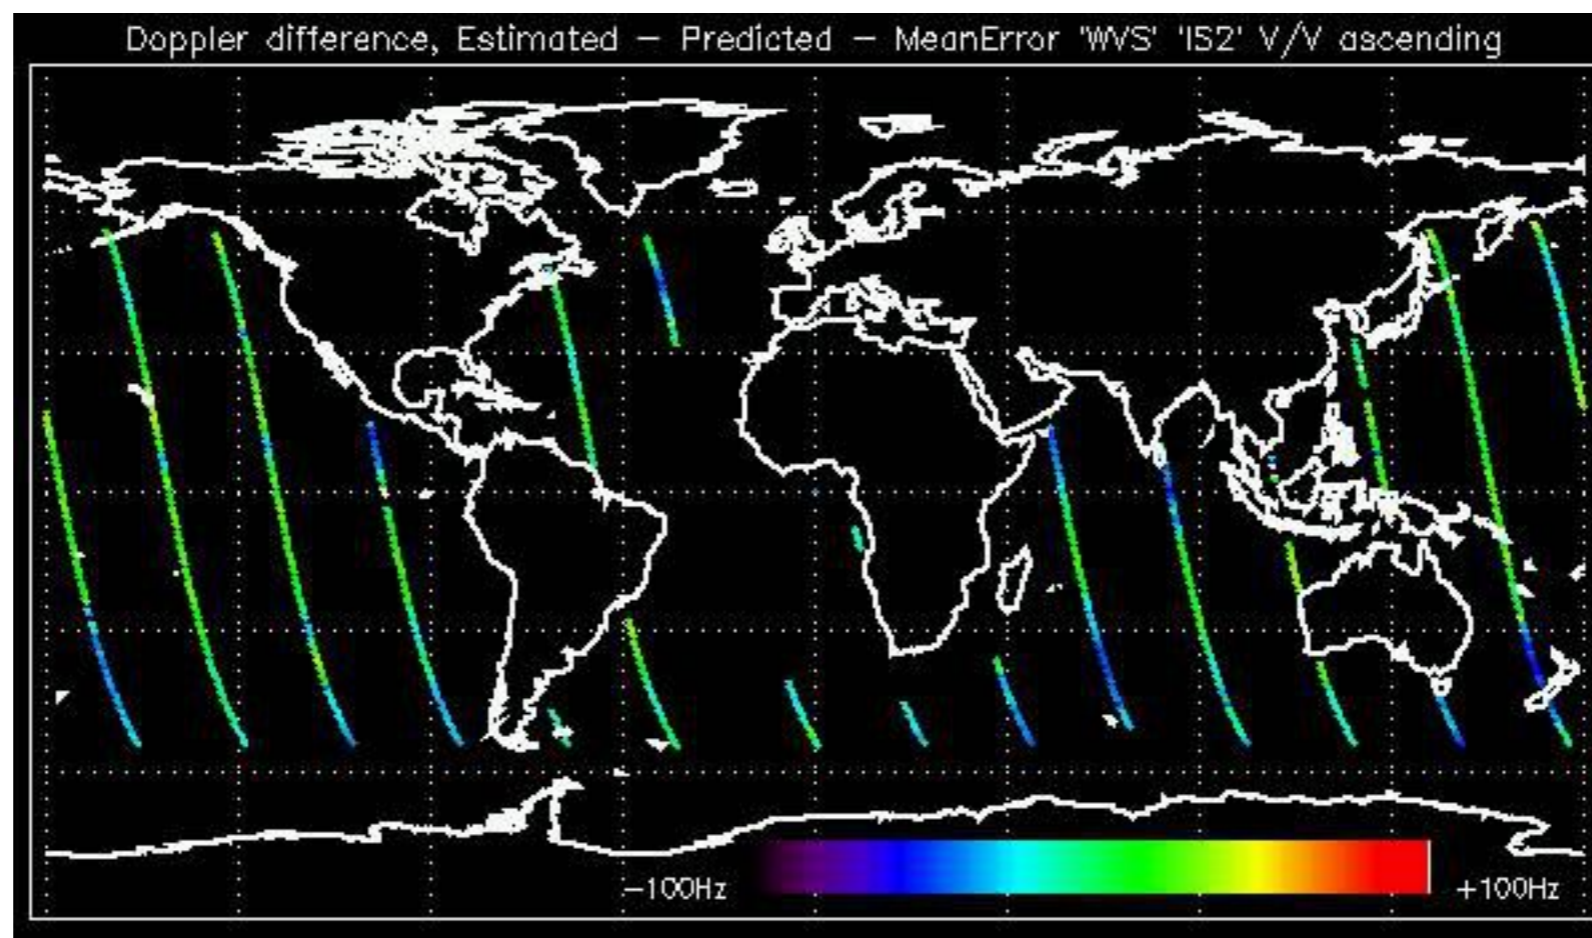 Doppler difference, Estimated – Predicted – MeanError 'WVS' 'IS2' V/V ascending
–100Hz +100Hz